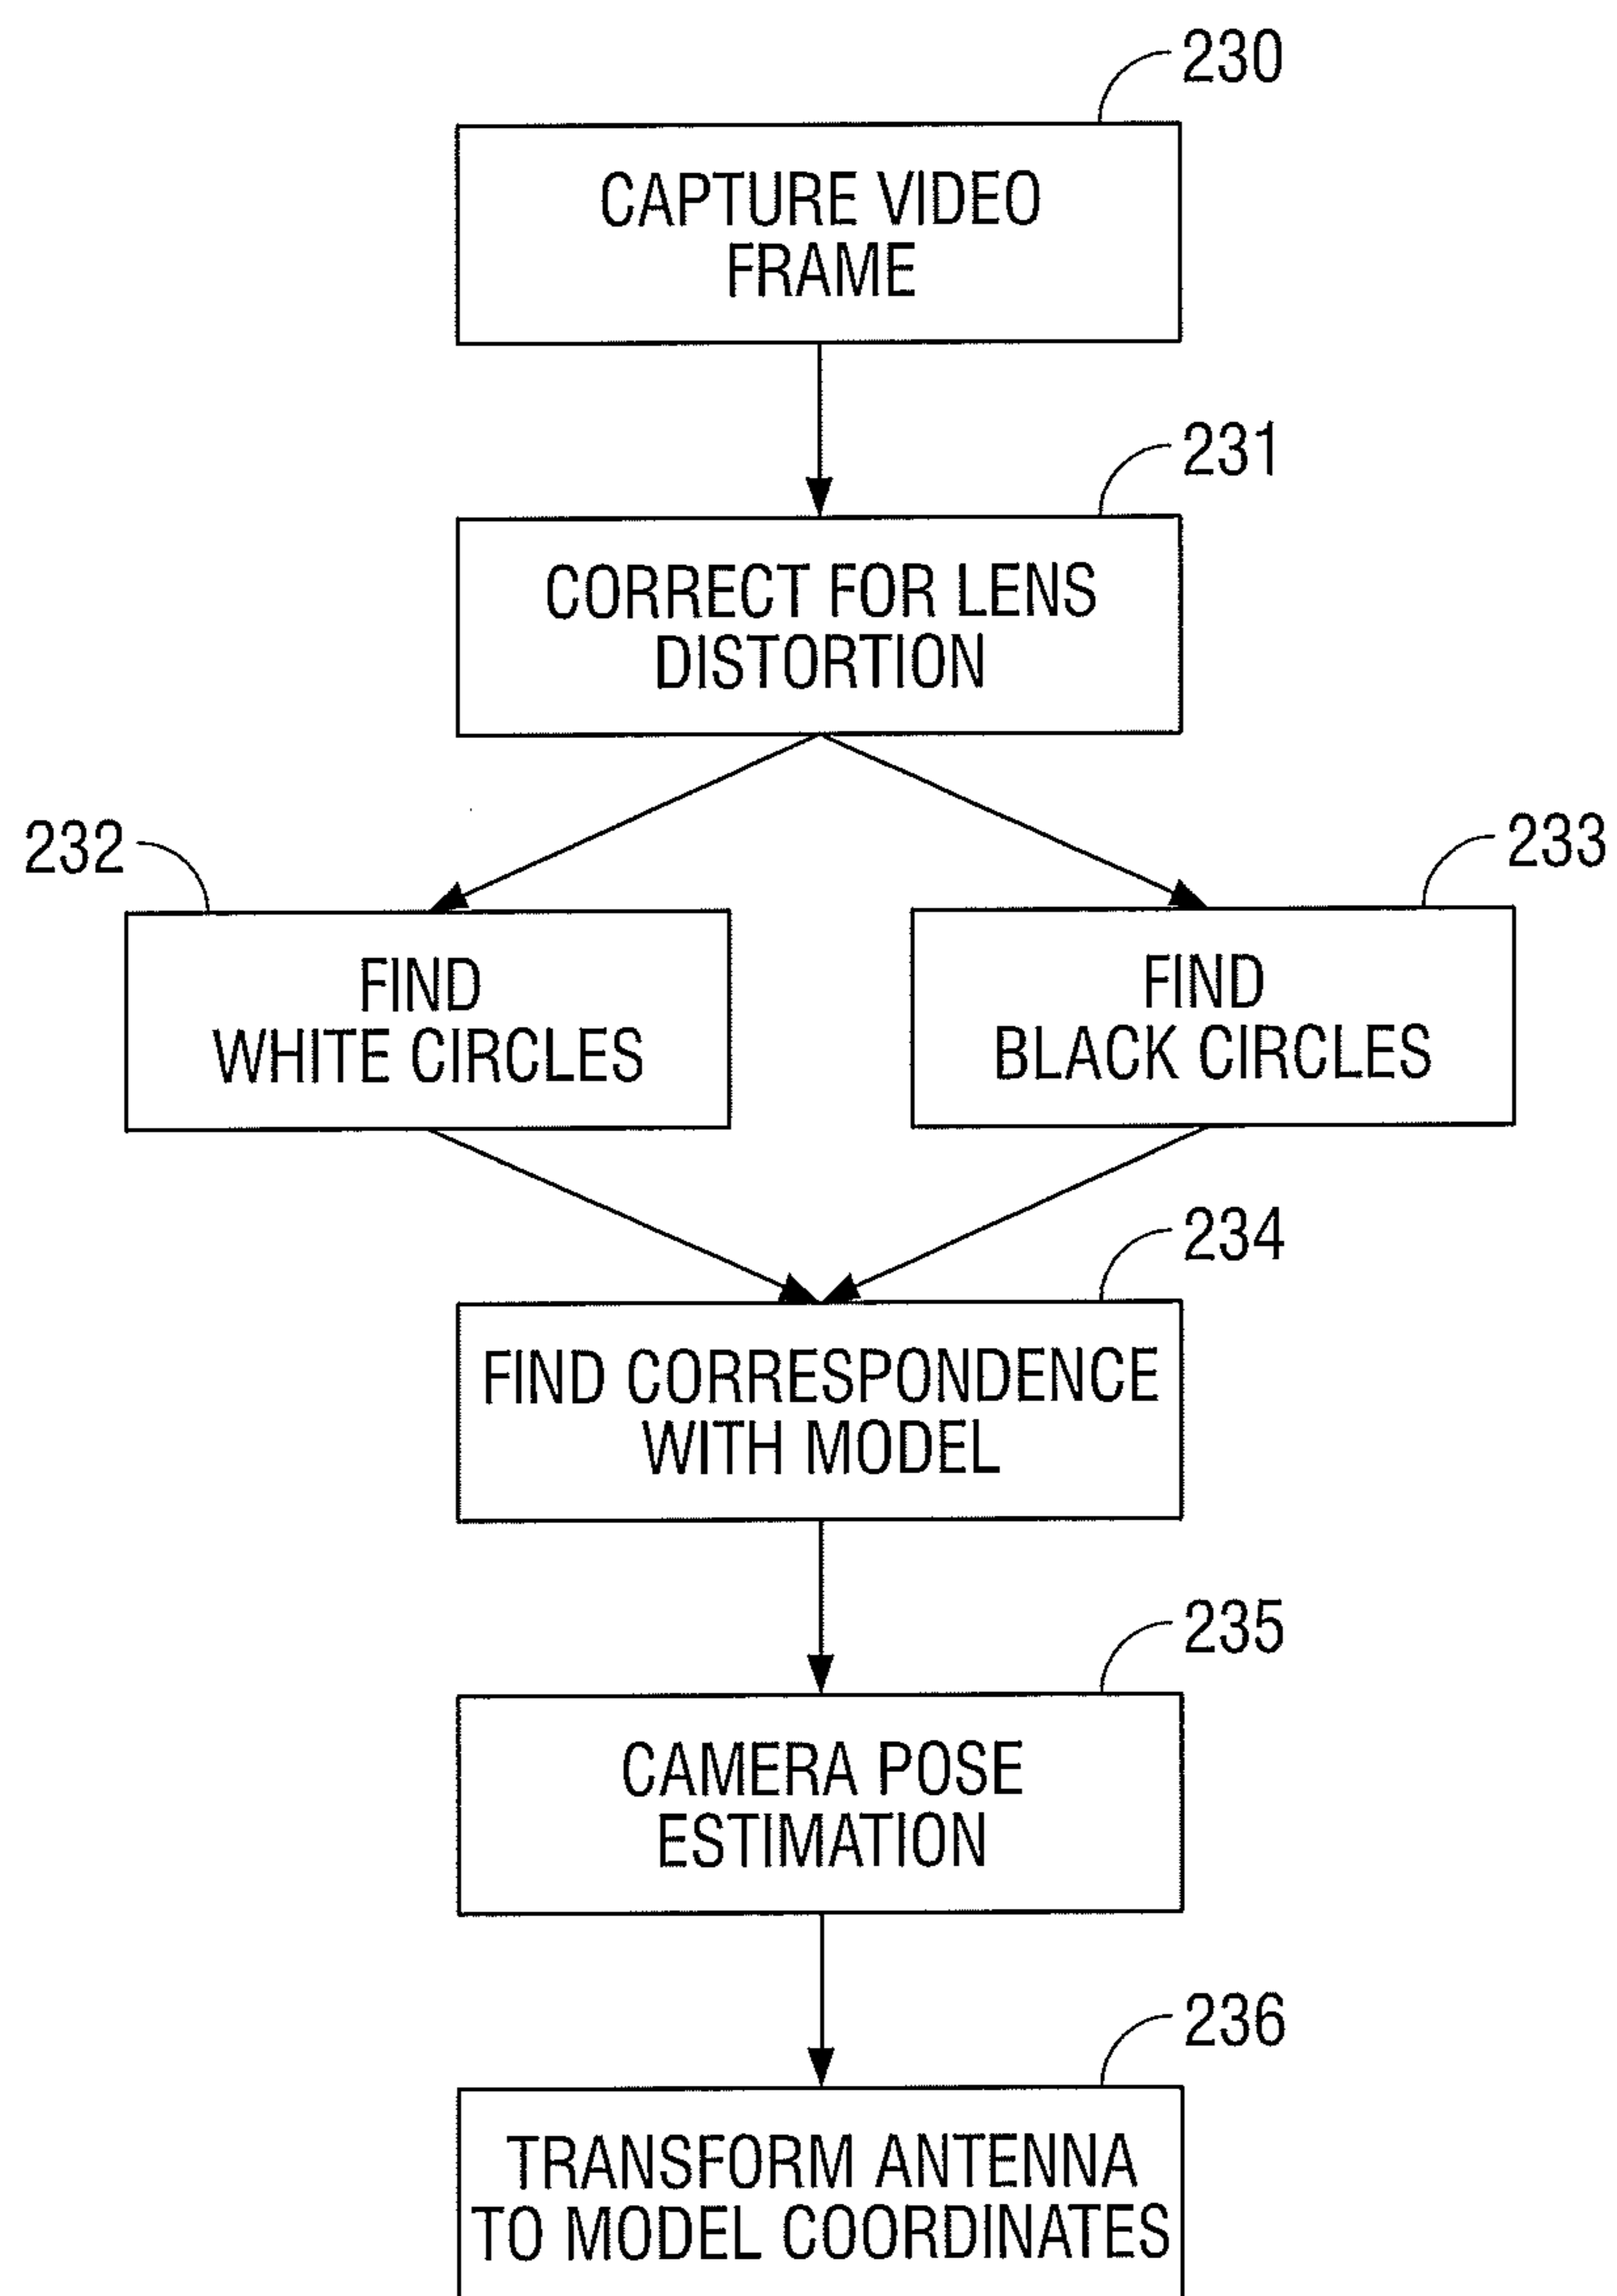 230
CAPTURE VIDEO
FRAME
231
CORRECT FOR LENS
DISTORTION
232
FIND
WHITE CIRCLES
233
FIND
BLACK CIRCLES
234
FIND CORRESPONDENCE
WITH MODEL
235
CAMERA POSE
ESTIMATION
236
TRANSFORM ANTENNA
TO MODEL COORDINATES